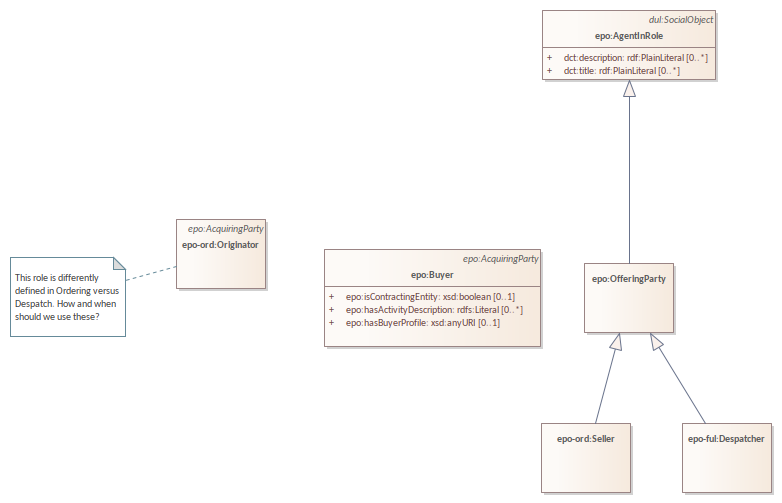 dul:SocialObject
epo:AgentInRole
+ dct:description: rdf:PlainLiteral [0..*]
+ dct:title: rdf:PlainLiteral [0..*]
epo:AcquiringParty
epo-ord:Originator
This role is differently
defined in Ordering versus
Despatch. How and when
should we use these?
epo:AcquiringParty
epo:Buyer
+ epo:isContractingEntity: xsd:boolean [0..1]
+ epo:hasActivityDescription: rdfs:Literal [0..*]
+ epo:hasBuyerProfile: xsd:anyURI [0..1]
epo:OfferingParty
epo-ord:Seller
epo-ful:Despatcher